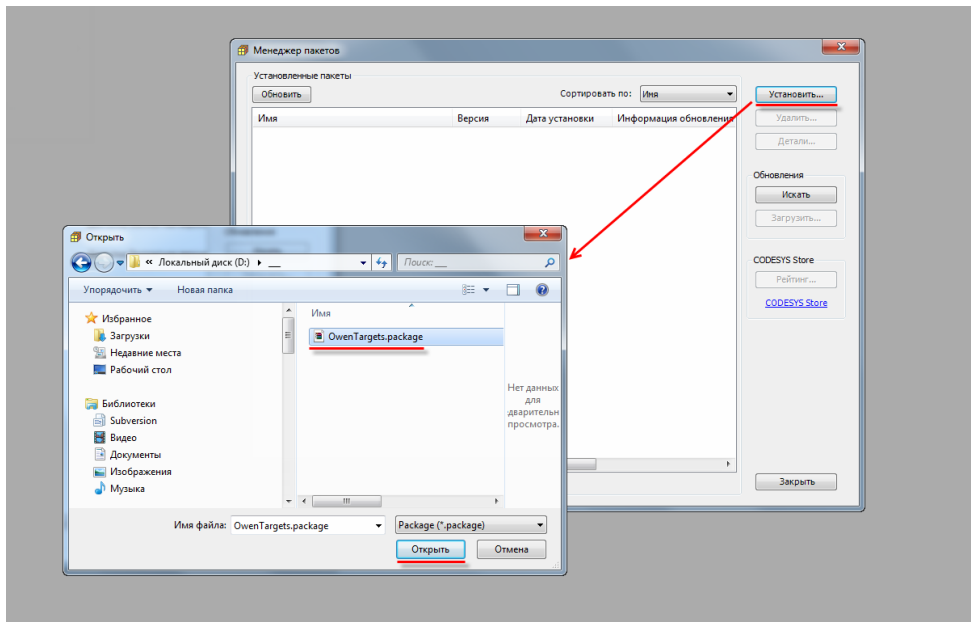 Менеджер пакетов
Установленные пакеты
Обновить
Сортировать по: Имя
Установить...
Имя Версия Дата установки Информация обновления
Удалить...
Детали...
Обновления
Искать
Загрузить...
CODESYS Store
Рейтинг...
CODESYS Store
Закрыть
Открыть
« Локальный диск (D:) ▸ __
Поиск: __
Упорядочить Новая папка
Избранное
Загрузки
Недавние места
Рабочий стол
Библиотеки
Subversion
Видео
Документы
Изображения
Музыка
Имя
OwenTargets.package
Нет данных
для
дварительн
просмотра.
Имя файла: OwenTargets.package Package (*.package)
Открыть Отмена